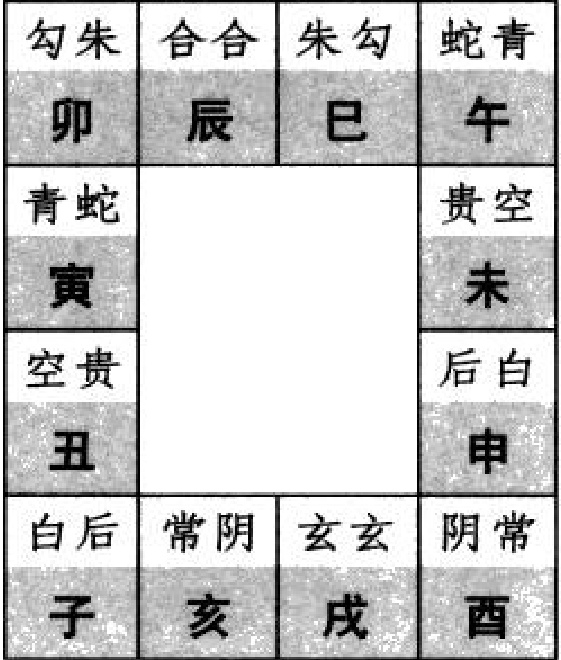 勾朱 合合 朱勾 蛇青
卯 辰 巳 午
青蛇 贵空
寅 未
空贵 后白
丑 申
白后 常阴 玄玄 阴常
子 亥 戌 酉